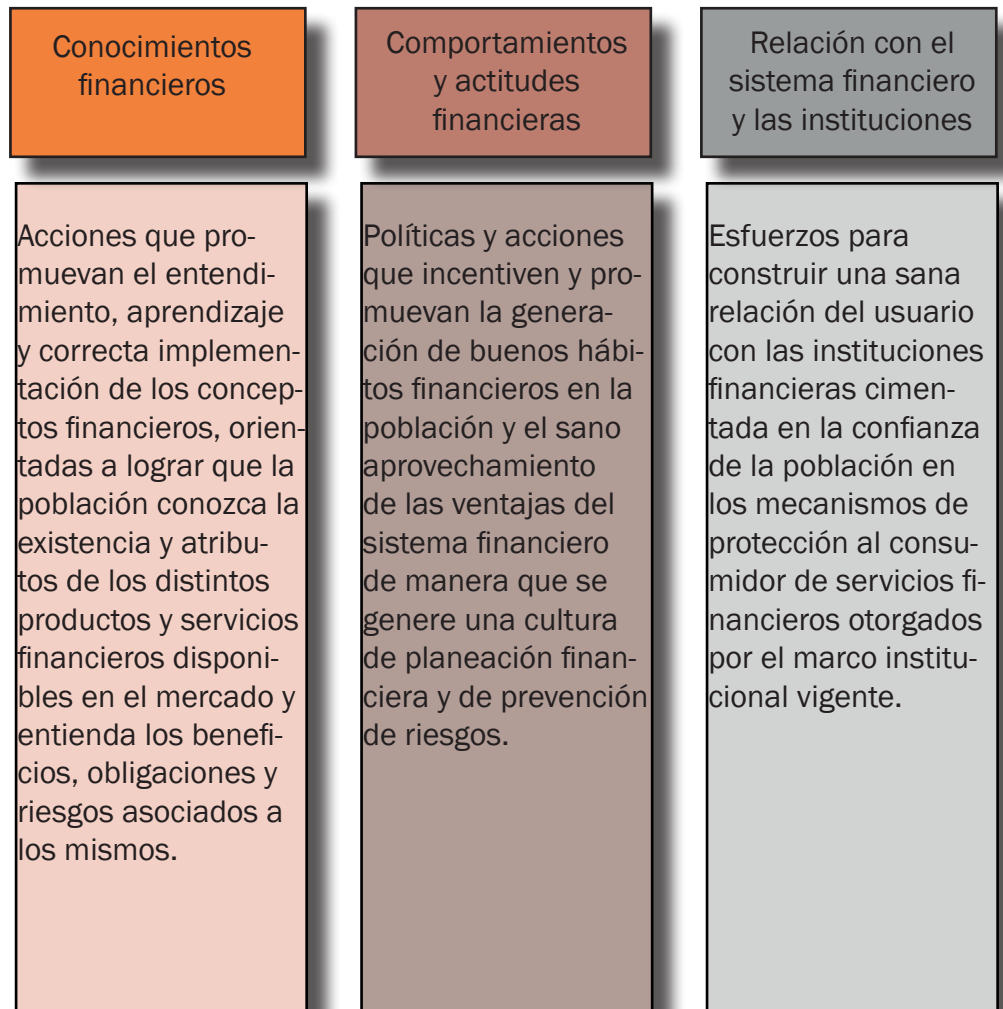 Conocimientos
financieros
Acciones que pro-
muevan el entendi-
miento, aprendizaje
y correcta implemen-
tación de los concep-
tos financieros, orien-
tadas a lograr que la
población conozca la
existencia y atribu-
tos de los distintos
productos y servicios
financieros disponi-
bles en el mercado y
entienda los benefi-
cios, obligaciones y
riesgos asociados a
los mismos.
Comportamientos
y actitudes
financieras
Políticas y acciones
que incentiven y pro-
muevan la genera-
ción de buenos hábi-
tos financieros en la
población y el sano
aprovechamiento
de las ventajas del
sistema financiero
de manera que se
genere una cultura
de planeación finan-
ciera y de prevención
de riesgos.
Relación con el
sistema financiero
y las instituciones
Esfuerzos para
construir una sana
relación del usuario
con las instituciones
financieras cimen-
tada en la confianza
de la población en
los mecanismos de
protección al consu-
midor de servicios fi-
nancieros otorgados
por el marco institu-
cional vigente.